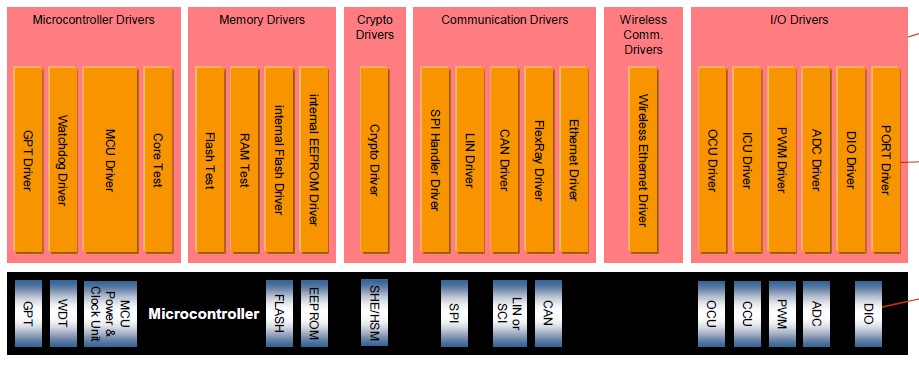 Microcontroller Drivers
Memory Drivers
Crypto
Drivers
Communication Drivers
Wireless
Comm.
Drivers
I/O Drivers
GPT Driver
Watchdog Driver
MCU Driver
Core Test
Flash Test
RAM Test
internal Flash Driver
internal EEPROM Driver
Crypto Driver
SPI Handler Driver
LIN Driver
CAN Driver
FlexRay Driver
Ethernet Driver
Wireless Ethernet Driver
OCU Driver
ICU Driver
PWM Driver
ADC Driver
DIO Driver
PORT Driver
GPT
WDT
MCU
Power &
Clock Unit
Microcontroller
FLASH
EEPROM
SHE/HSM
SPI
LIN or
SCI
CAN
OCU
CCU
PWM
ADC
DIO